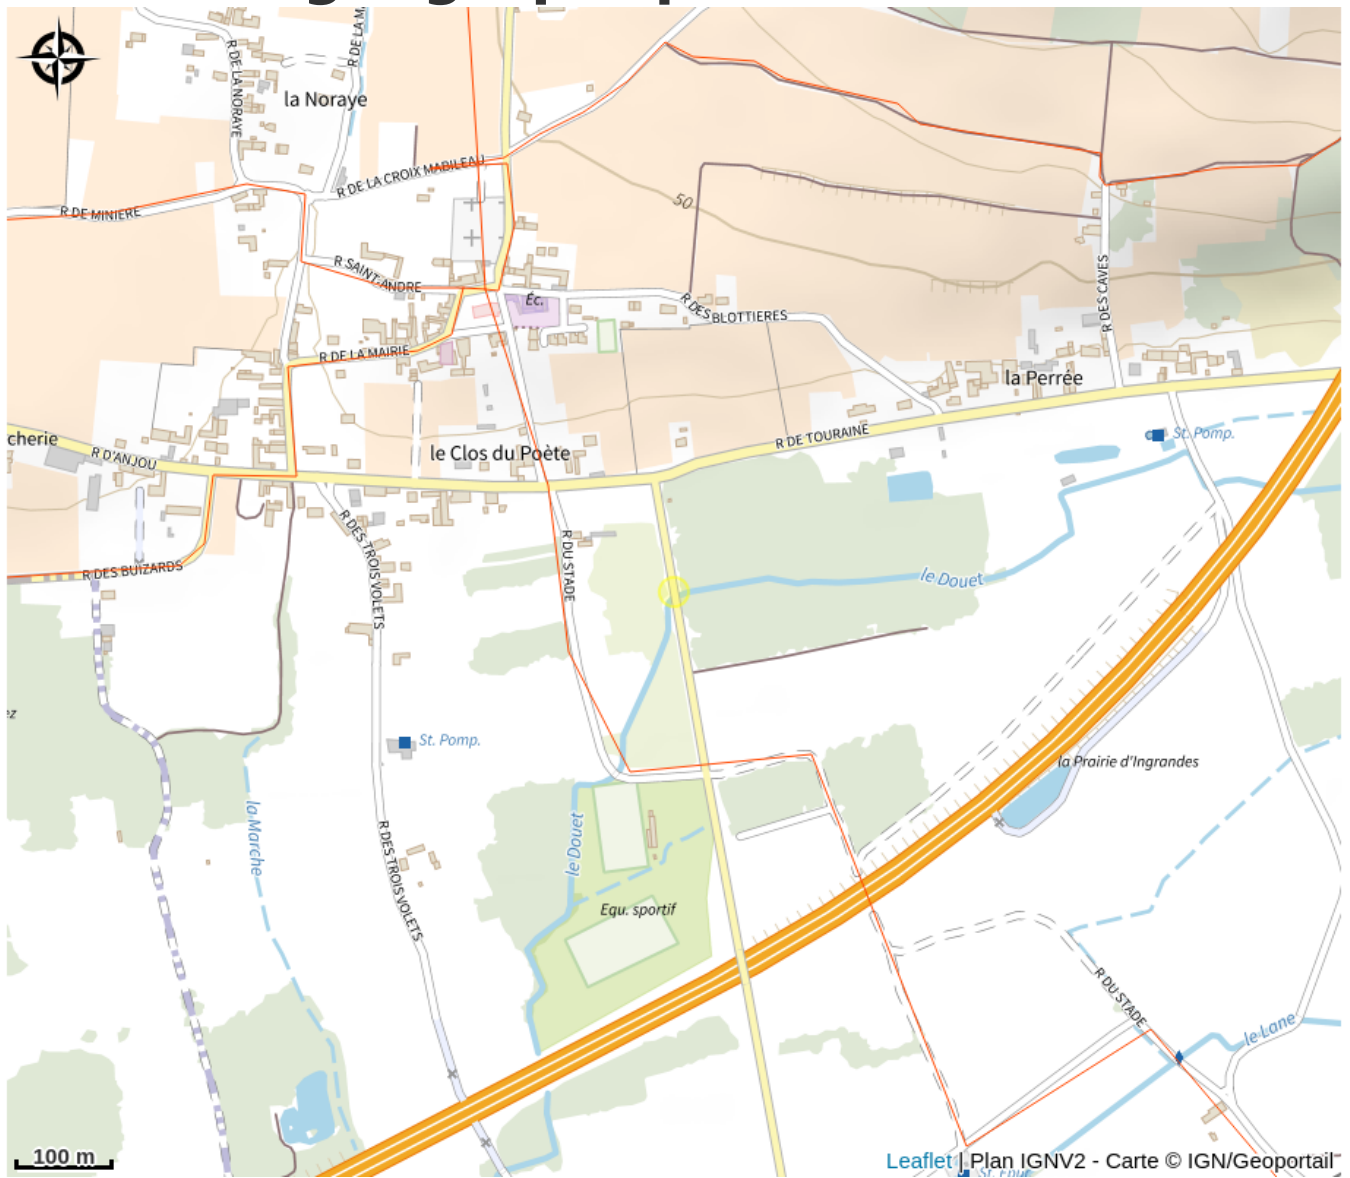 R DE LA NORAYE
R DE LA M
la Noraye
R DE LA CROIX MABILEAU
R DE MINIERE
50
R SAINT-ANDRE
Éc.
R DES BLOTTIERES
R DES CAVES
R DE LA MAIRIE
la Perrée
cherie
R D'ANJOU
le Clos du Poète
R DE TOURAINE
St. Pomp.
R DES TROIS VOLETS
R DU STADE
R DES BUIZARDS
le Douet
ez
St. Pomp.
la Prairie d'Ingrandes
la Marche
R DES TROIS VOLETS
le Douet
Equ. sportif
R DU STADE
le Lane
100 m
St. Epur.
Leaflet | Plan IGNV2 - Carte © IGN/Geoportail